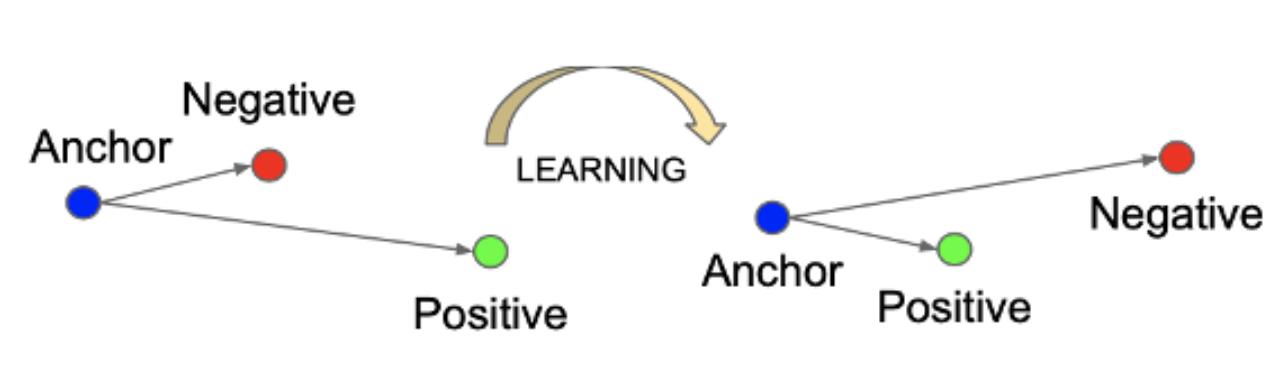 Negative
Anchor
Positive
LEARNING
Negative
Anchor
Positive